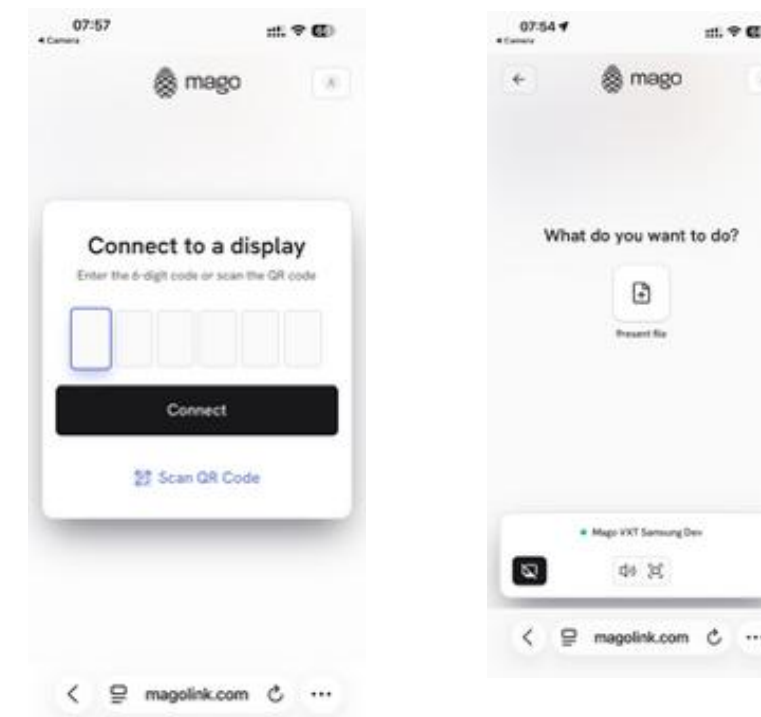 07:57
Camera
mago
Connect to a display
Enter the 6-digit code or scan the QR code
Connect
Scan QR Code
magolink.com
07:54
Camera
mago
What do you want to do?
Present file
Mago VXT Samsung Dev
magolink.com